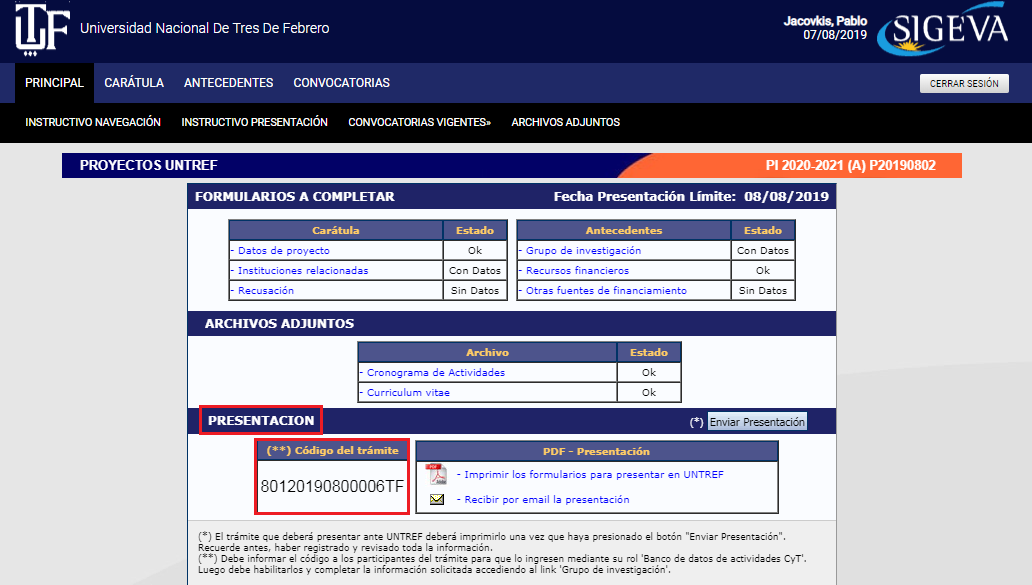 UNTREF
Universidad Nacional De Tres De Febrero
Jacovkis, Pablo
07/08/2019
SIGEVA
PRINCIPAL CARÁTULA ANTECEDENTES CONVOCATORIAS
CERRAR SESIÓN
INSTRUCTIVO NAVEGACIÓN INSTRUCTIVO PRESENTACIÓN CONVOCATORIAS VIGENTES» ARCHIVOS ADJUNTOS
PROYECTOS UNTREF PI 2020-2021 (A) P20190802
FORMULARIOS A COMPLETAR Fecha Presentación Límite: 08/08/2019
Carátula Estado Antecedentes Estado
- Datos de proyecto Ok - Grupo de investigación Con Datos
- Instituciones relacionadas Con Datos - Recursos financieros Ok
- Recusación Sin Datos - Otras fuentes de financiamiento Sin Datos
ARCHIVOS ADJUNTOS
Archivo Estado
- Cronograma de Actividades Ok
- Curriculum vitae Ok
PRESENTACION (*) Enviar Presentación
(**) Código del trámite PDF - Presentación
80120190800006TF
- Imprimir los formularios para presentar en UNTREF
- Recibir por email la presentación
(*) El trámite que deberá presentar ante UNTREF deberá imprimirlo una vez que haya presionado el botón "Enviar Presentación".
Recuerde antes, haber registrado y revisado toda la información.
(**) Debe informar el código a los participantes del trámite para que lo ingresen mediante su rol 'Banco de datos de actividades CyT'.
Luego debe habilitarlos y completar la información solicitada accediendo al link 'Grupo de investigación'.